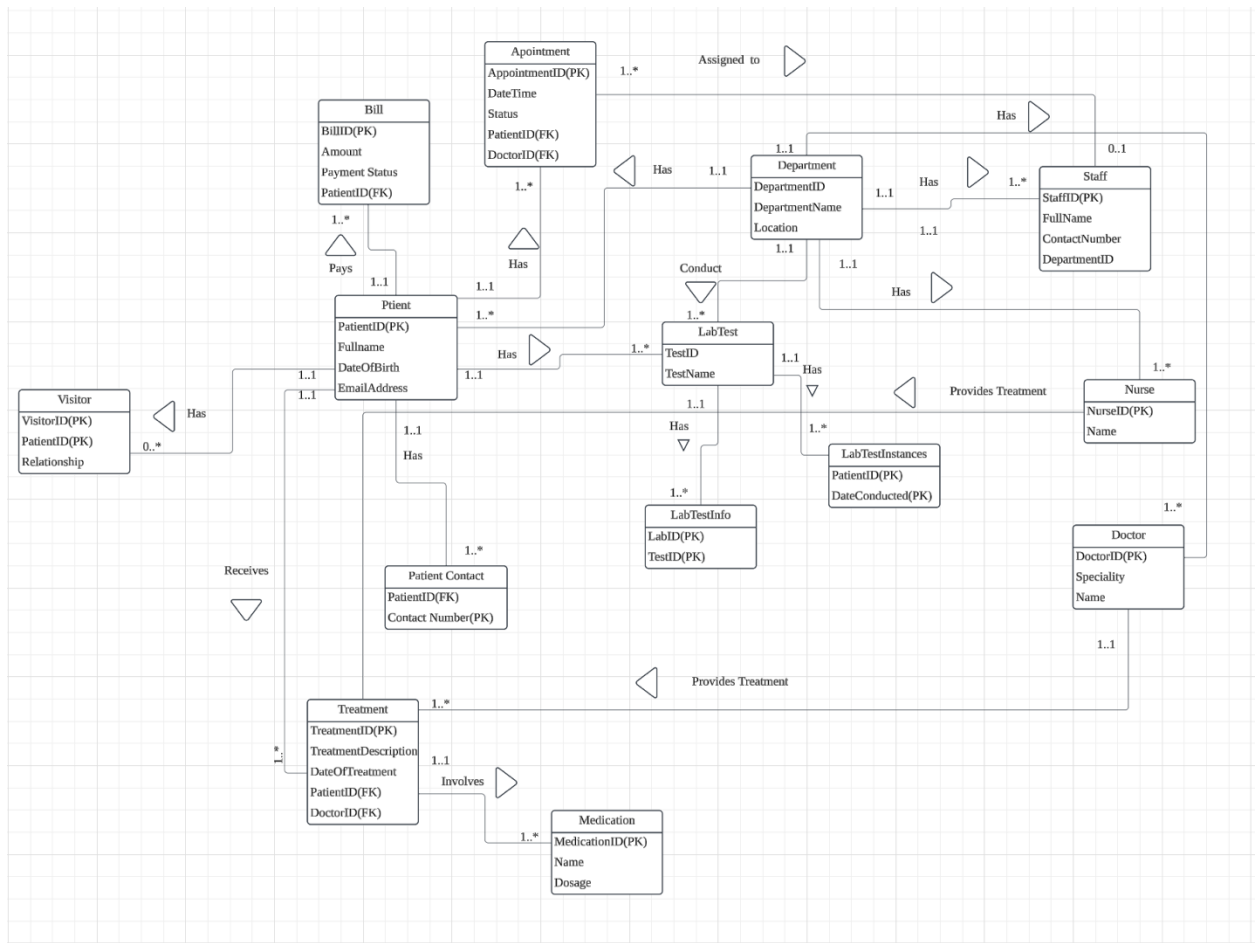 Apointment
AppointmentID(PK)
DateTime
Status
PatientID(FK)
DoctorID(FK)
1..*
Assigned to
1..*
Has
0..1
Bill
BillID(PK)
Amount
Payment Status
PatientID(FK)
1..*
Pays
1..1
Has
1..1
Has
1..1
1..1
Department
DepartmentID
DepartmentName
Location
1..1
Has
1..*
1..1
1..1
1..1
Has
Staff
StaffID(PK)
FullName
ContactNumber
DepartmentID
Conduct
1..*
1..*
Ptient
PatientID(PK)
Fullname
DateOfBirth
EmailAddress
1..1
1..1
Has
1..1
1..*
LabTest
TestID
TestName
1..1
Has
1..1
Has
1..*
1..*
Provides Treatment
1..*
Nurse
NurseID(PK)
Name
Visitor
VisitorID(PK)
PatientID(PK)
Relationship
Has
0..*
1..1
Has
1..*
LabTestInstances
PatientID(PK)
DateConducted(PK)
LabTestInfo
LabID(PK)
TestID(PK)
1..*
Doctor
DoctorID(PK)
Speciality
Name
1..1
Patient Contact
PatientID(FK)
Contact Number(PK)
Receives
1..*
Provides Treatment
1..*
Treatment
TreatmentID(PK)
TreatmentDescription
DateOfTreatment
PatientID(FK)
DoctorID(FK)
1..1
Involves
1..*
Medication
MedicationID(PK)
Name
Dosage